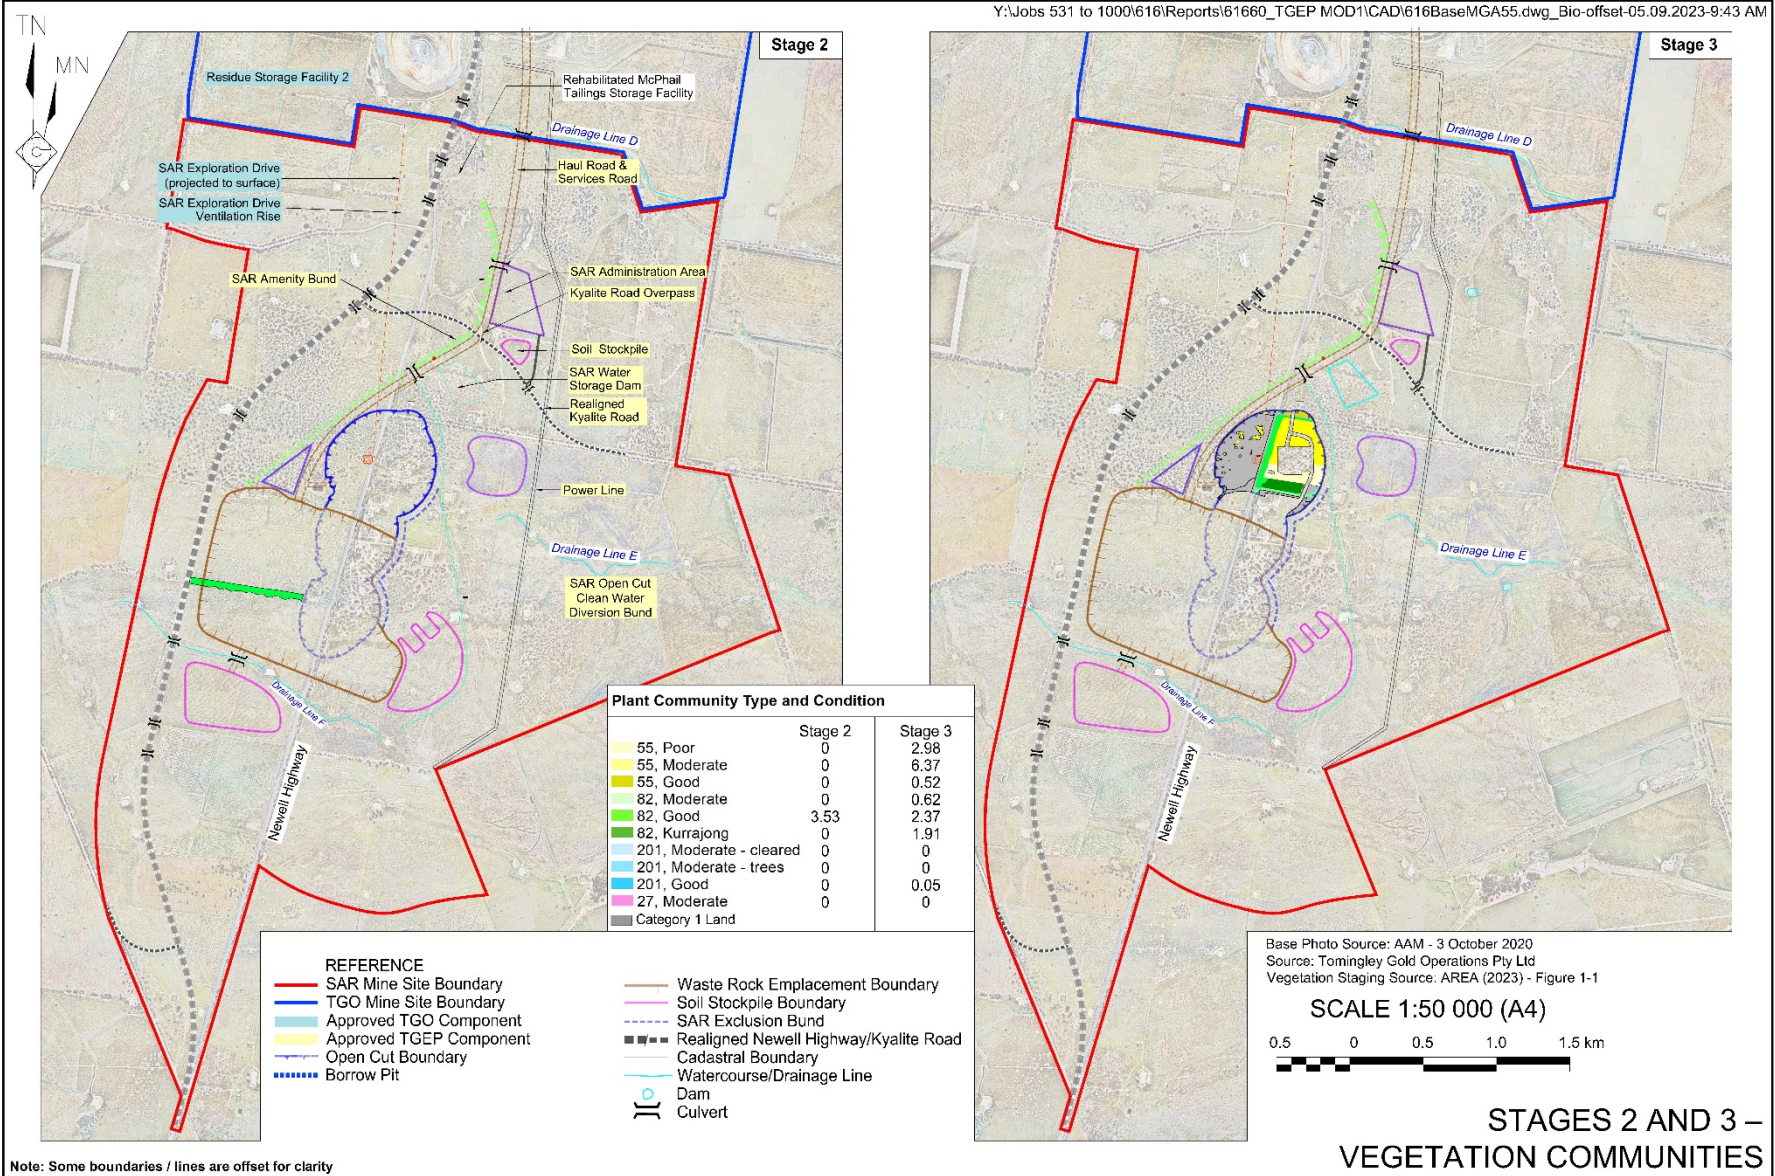 Y:\Jobs 531 to 1000\616\Reports\61660_TGEP MOD1\CAD\616BaseMGA55.dwg_Bio-offset-05.09.2023-9:43 AM
TN
MN
Stage 2
Residue Storage Facility 2
Rehabilitated McPhail
Tailings Storage Facility
Drainage Line D
Haul Road &
Services Road
SAR Exploration Drive
(projected to surface)
SAR Exploration Drive
Ventilation Rise
SAR Amenity Bund
SAR Administration Area
Kyalite Road Overpass
Soil Stockpile
SAR Water
Storage Dam
Realigned
Kyalite Road
Power Line
Drainage Line E
SAR Open Cut
Clean Water
Diversion Bund
Drainage Line F
Newell Highway
Stage 3
Drainage Line D
Drainage Line E
Drainage Line F
Newell Highway
Plant Community Type and Condition
Stage 2 Stage 3
55, Poor 0 2.98
55, Moderate 0 6.37
55, Good 0 0.52
82, Moderate 0 0.62
82, Good 3.53 2.37
82, Kurrajong 0 1.91
201, Moderate - cleared 0 0
201, Moderate - trees 0 0
201, Good 0 0.05
27, Moderate 0 0
Category 1 Land
REFERENCE
SAR Mine Site Boundary
TGO Mine Site Boundary
Approved TGO Component
Approved TGEP Component
Open Cut Boundary
Borrow Pit
Waste Rock Emplacement Boundary
Soil Stockpile Boundary
SAR Exclusion Bund
Realigned Newell Highway/Kyalite Road
Cadastral Boundary
Watercourse/Drainage Line
Dam
Culvert
Base Photo Source: AAM - 3 October 2020
Source: Tomingley Gold Operations Pty Ltd
Vegetation Staging Source: AREA (2023) - Figure 1-1
SCALE 1:50 000 (A4)
0.5 0 0.5 1.0 1.5 km
STAGES 2 AND 3 –
VEGETATION COMMUNITIES
Note: Some boundaries / lines are offset for clarity